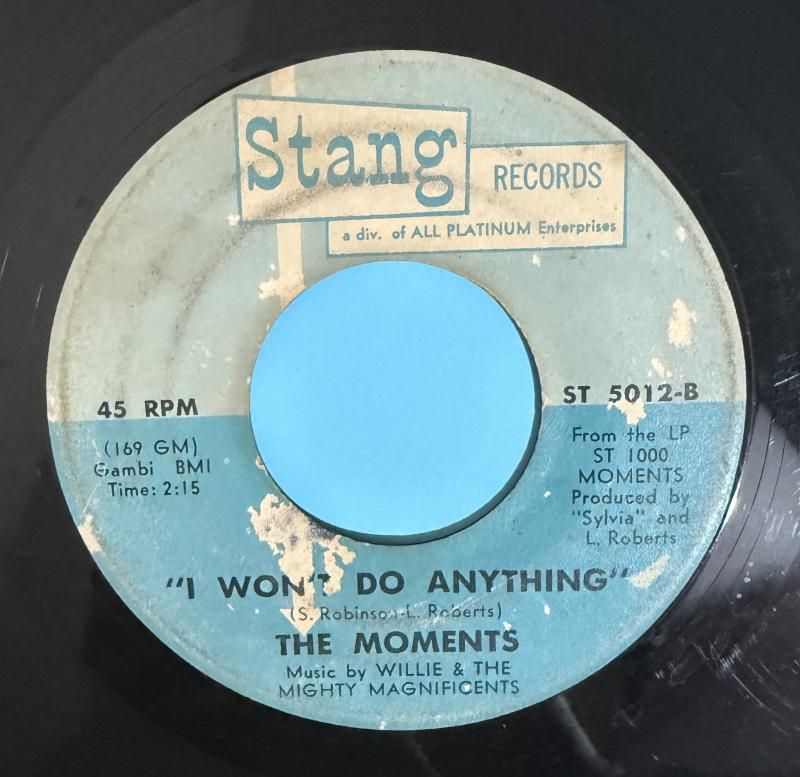 Stang
RECORDS
a div. of ALL PLATINUM Enterprises
45 RPM
(169 GM)
Gambi BMI
Time: 2:15
ST 5012-B
From the LP
ST 1000
MOMENTS
Produced by
"Sylvia" and
L. Roberts
"I WON'T DO ANYTHING"
(S. Robinson-L. Roberts)
THE MOMENTS
Music by WILLIE & THE
MIGHTY MAGNIFICENTS